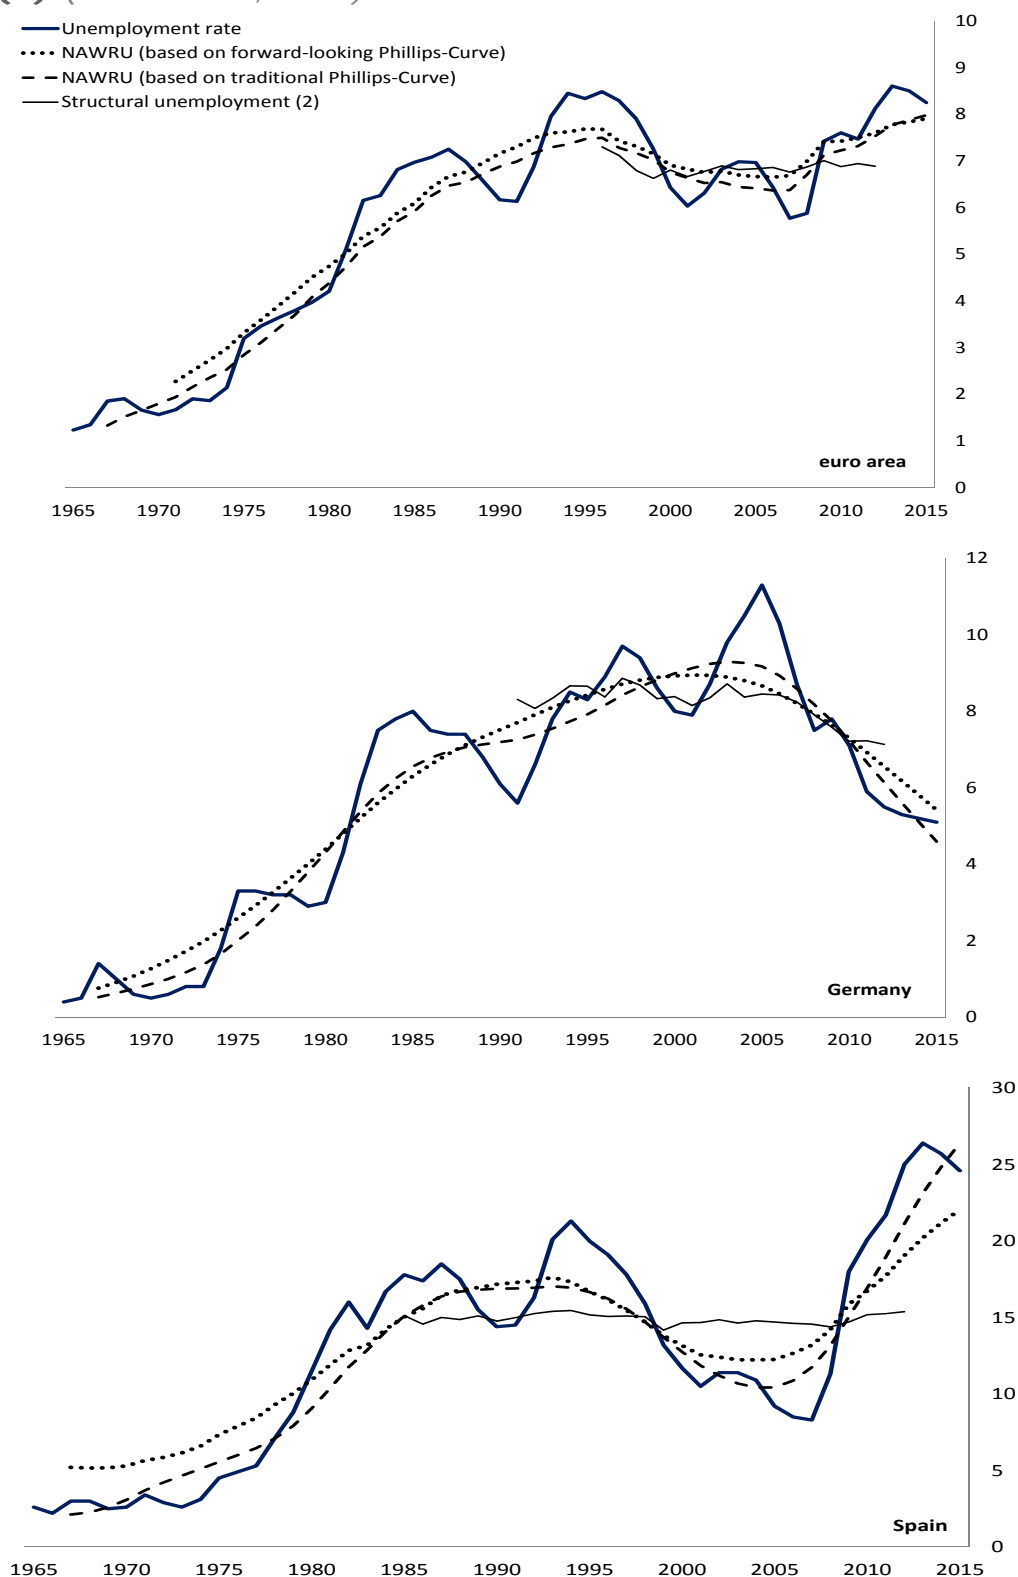 Unemployment rate
NAWRU (based on forward-looking Phillips-Curve)
NAWRU (based on traditional Phillips-Curve)
Structural unemployment (2)
10
9
8
7
6
5
4
3
2
1
0
euro area
1965 1970 1975 1980 1985 1990 1995 2000 2005 2010 2015
12
10
8
6
4
2
0
Germany
1965 1970 1975 1980 1985 1990 1995 2000 2005 2010 2015
30
25
20
15
10
5
0
Spain
1965 1970 1975 1980 1985 1990 1995 2000 2005 2010 2015